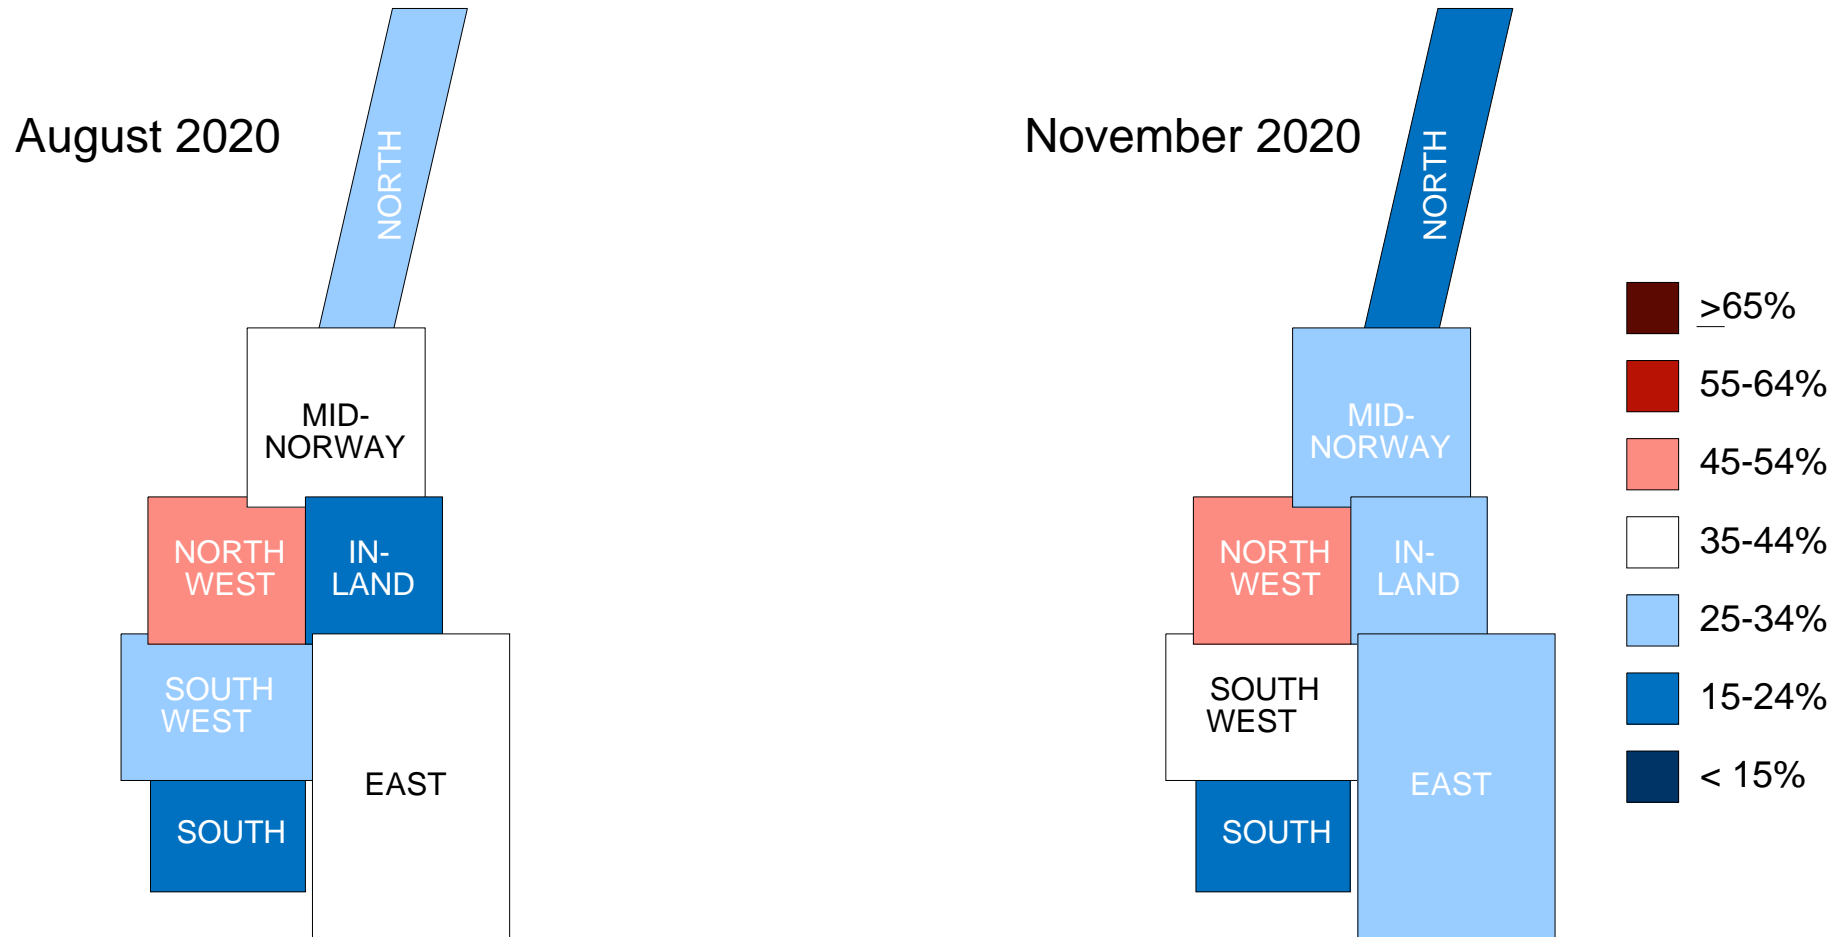 August 2020
NORTH
MID-
NORWAY
NORTH
WEST
IN-
LAND
SOUTH
WEST
EAST
SOUTH
November 2020
NORTH
MID-
NORWAY
NORTH
WEST
IN-
LAND
SOUTH
WEST
EAST
SOUTH
>65%
55-64%
45-54%
35-44%
25-34%
15-24%
< 15%